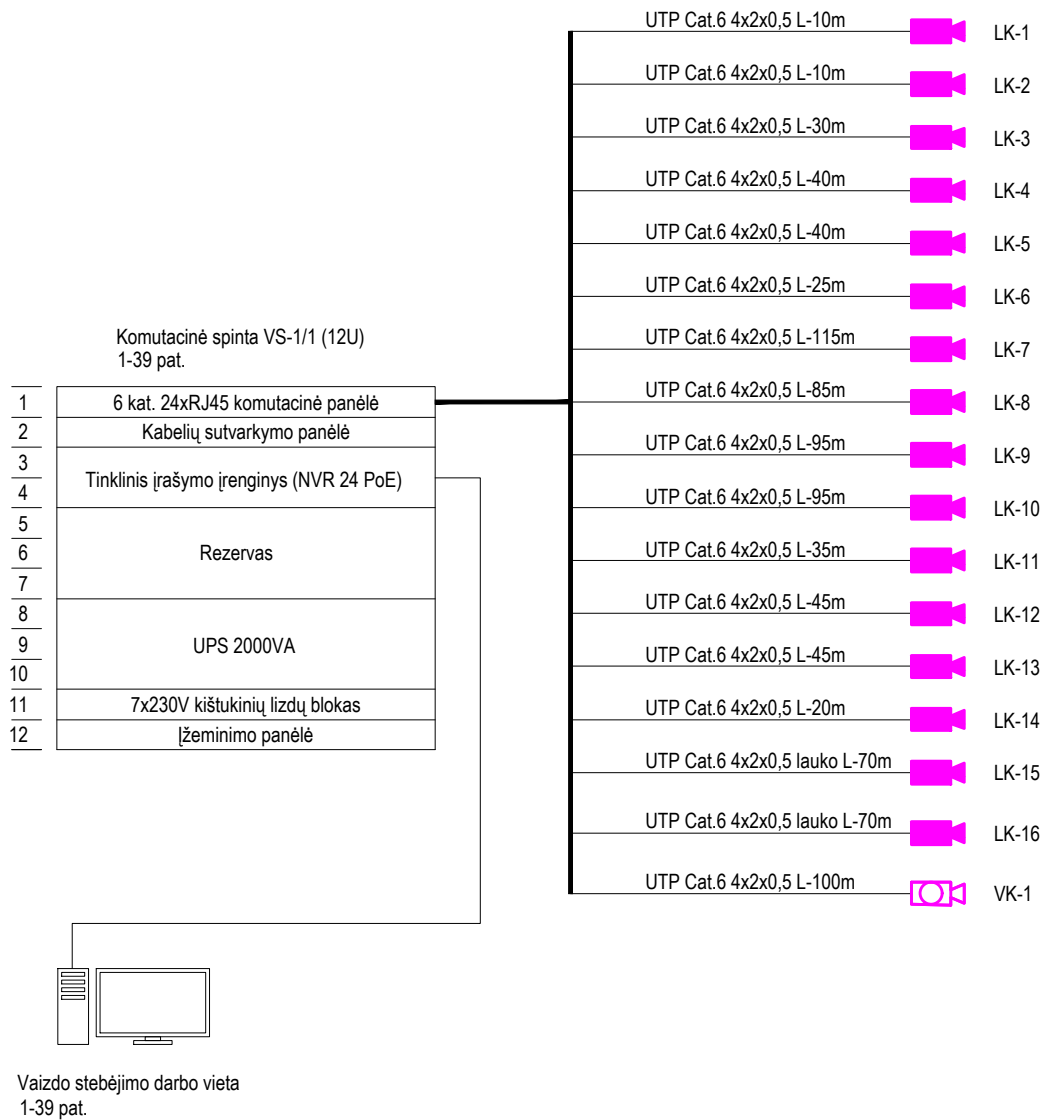 UTP Cat.6 4x2x0,5 L-10m
LK-1
UTP Cat.6 4x2x0,5 L-10m
LK-2
UTP Cat.6 4x2x0,5 L-30m
LK-3
UTP Cat.6 4x2x0,5 L-40m
LK-4
UTP Cat.6 4x2x0,5 L-40m
LK-5
UTP Cat.6 4x2x0,5 L-25m
LK-6
UTP Cat.6 4x2x0,5 L-115m
LK-7
UTP Cat.6 4x2x0,5 L-85m
LK-8
UTP Cat.6 4x2x0,5 L-95m
LK-9
UTP Cat.6 4x2x0,5 L-95m
LK-10
UTP Cat.6 4x2x0,5 L-35m
LK-11
UTP Cat.6 4x2x0,5 L-45m
LK-12
UTP Cat.6 4x2x0,5 L-45m
LK-13
UTP Cat.6 4x2x0,5 L-20m
LK-14
UTP Cat.6 4x2x0,5 lauko L-70m
LK-15
UTP Cat.6 4x2x0,5 lauko L-70m
LK-16
UTP Cat.6 4x2x0,5 L-100m
VK-1
Komutacinė spinta VS-1/1 (12U)
1-39 pat.
1
6 kat. 24xRJ45 komutacinė panėlė
2
Kabelių sutvarkymo panėlė
3
Tinklinis įrašymo įrenginys (NVR 24 PoE)
4
5
6
Rezervas
7
8
9
UPS 2000VA
10
11
7x230V kištukinių lizdų blokas
12
Įžeminimo panėlė
Vaizdo stebėjimo darbo vieta
1-39 pat.